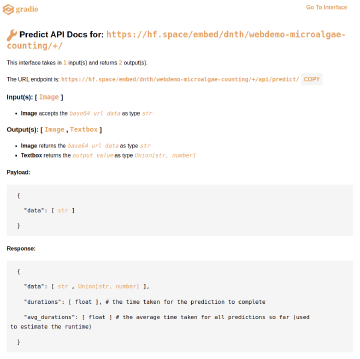 gradio
Go To Interface
Predict API Docs for: https://hf.space/embed/dnth/webdemo-microalgae-
counting/+/
This interface takes in 1 input(s) and returns 2 output(s).
The URL endpoint is: https://hf.space/embed/dnth/webdemo-microalgae-counting/+/api/predict/ COPY
Input(s): [ Image ]
• Image accepts the base64 url data as type str
Output(s): [ Image , Textbox ]
• Image returns the base64 url data as type str
• Textbox returns the output value as type Union[str, number]
Payload:
{
"data": [ str ]
}
Response:
{
"data": [ str , Union[str, number] ],
"durations": [ float ], # the time taken for the prediction to complete
"avg_durations": [ float ] # the average time taken for all predictions so far (used
to estimate the runtime)
}